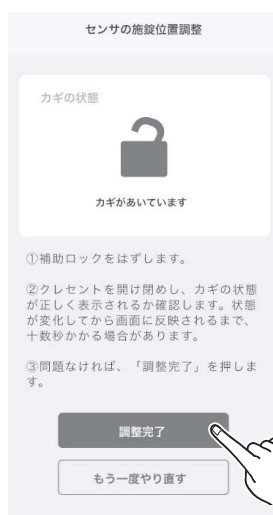 センサの施錠位置調整
カギの状態
カギがあいています
①補助ロックをはずします。
②クレセントを開け閉めし、カギの状態
が正しく表示されるか確認します。状態
が変化してから画面に反映されるまで、
十数秒かかる場合があります。
③問題なければ、「調整完了」を押しま
す。
調整完了
もう一度やり直す